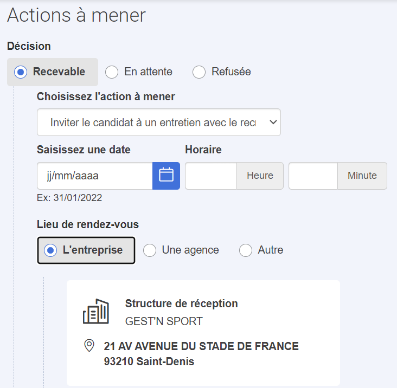 Actions à mener
Décision
Recevable En attente Refusée
Choisissez l'action à mener
Inviter le candidat à un entretien avec le rec
Saisissez une date Horaire
jj/mm/aaaa Heure Minute
Ex: 31/01/2022
Lieu de rendez-vous
L'entreprise Une agence Autre
Structure de réception
GEST'N SPORT
21 AV AVENUE DU STADE DE FRANCE
93210 Saint-Denis